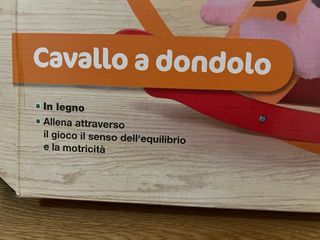 Cavallo a dondolo
In legno
Allena attraverso
il gioco il senso dell'equilibrio
e la motricità